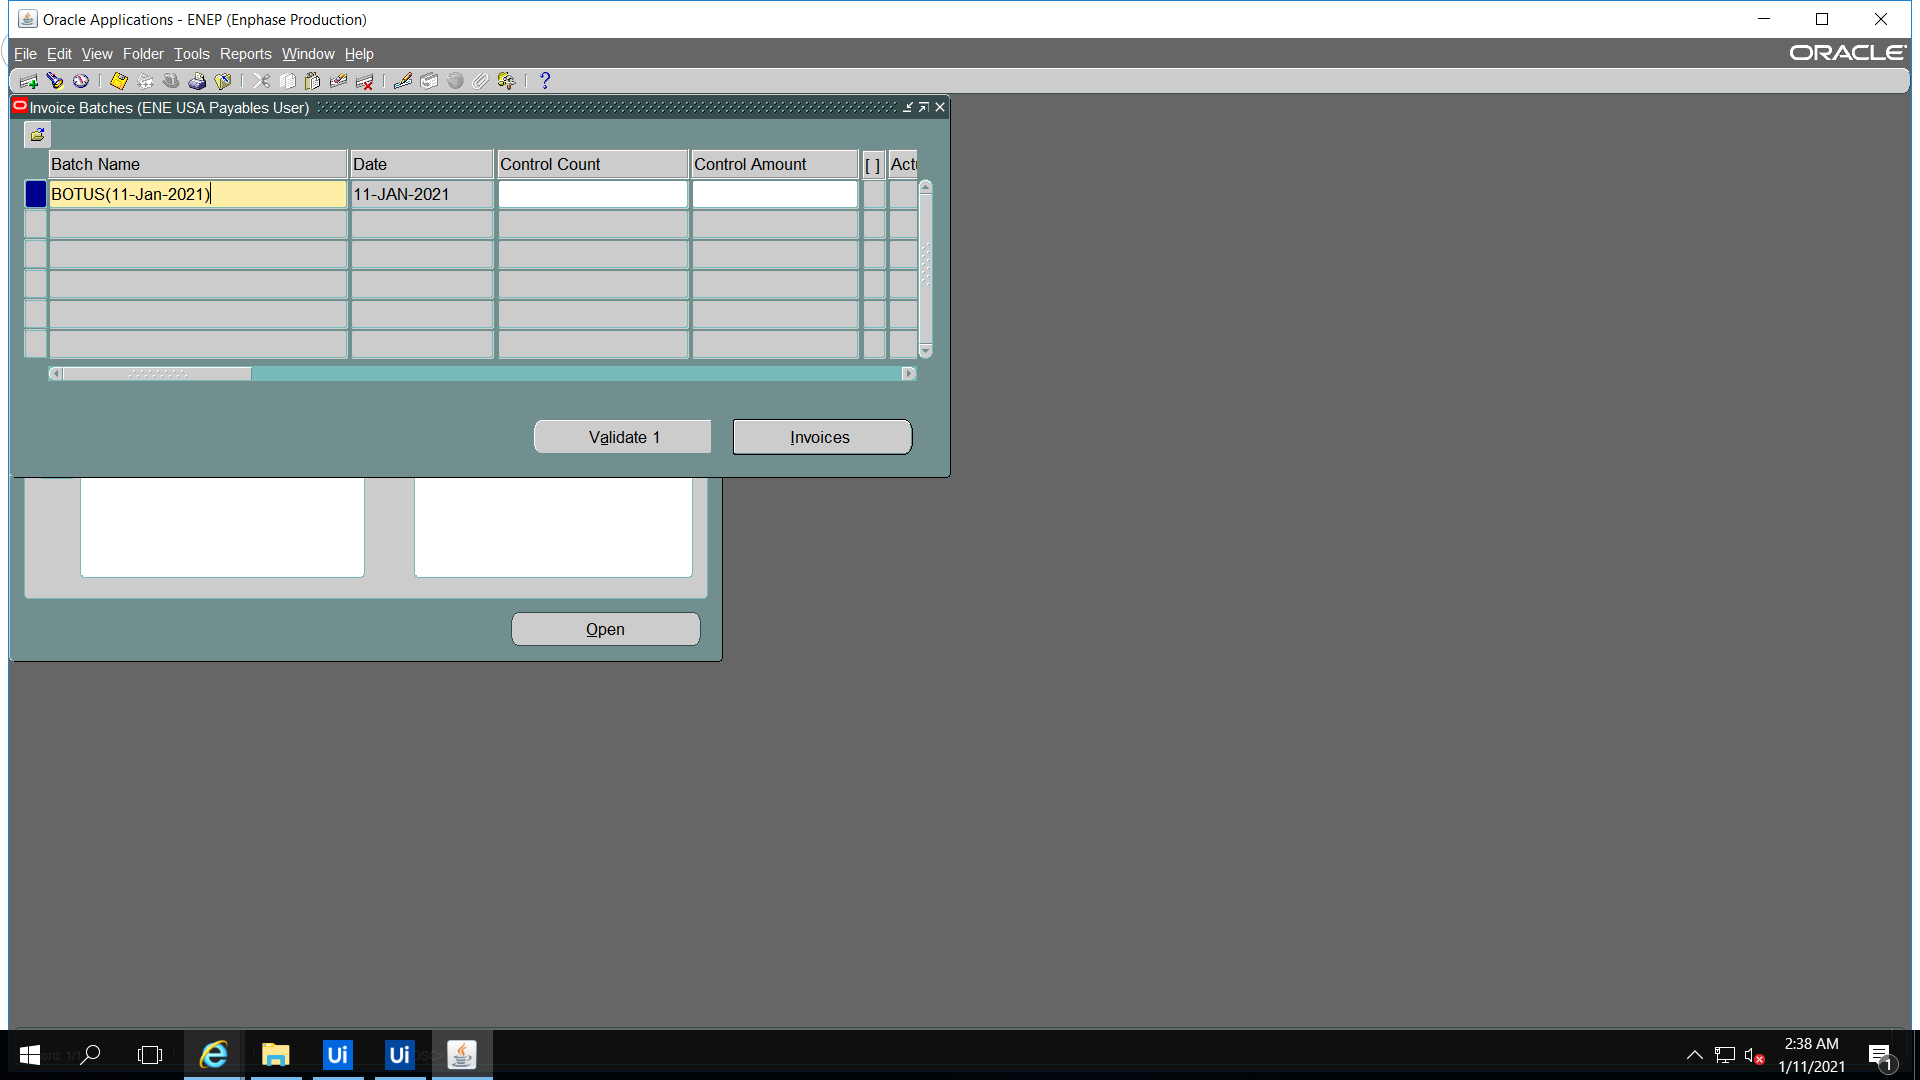 Oracle Applications - ENEP (Enphase Production)
File Edit View Folder Tools Reports Window Help
ORACLE
Invoice Batches (ENE USA Payables User)
Batch Name Date Control Count Control Amount [ ] Actu
BOTUS(11-Jan-2021) 11-JAN-2021
Validate 1 Invoices
Open
Ui Ui
2:38 AM
1/11/2021
1